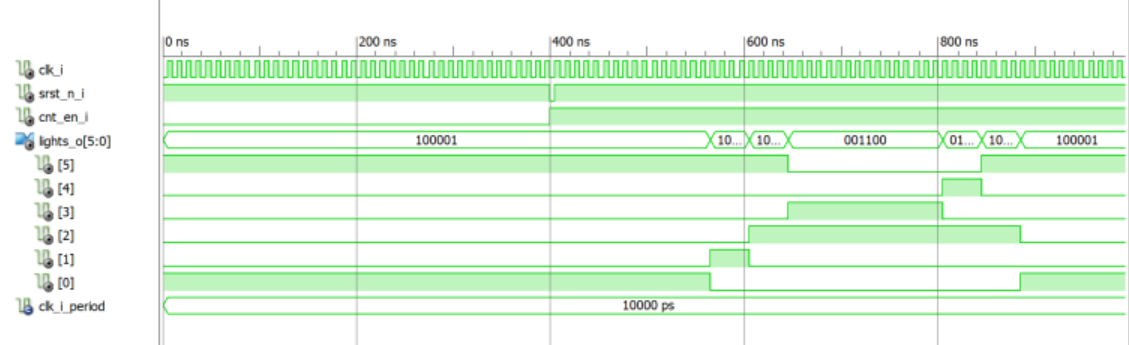 0 ns 200 ns 400 ns 600 ns 800 ns
clk_i
srst_n_i
cnt_en_i
lights_o[5:0] 100001 10... 10... 001100 01... 10... 100001
[5]
[4]
[3]
[2]
[1]
[0]
clk_i_period 10000 ps